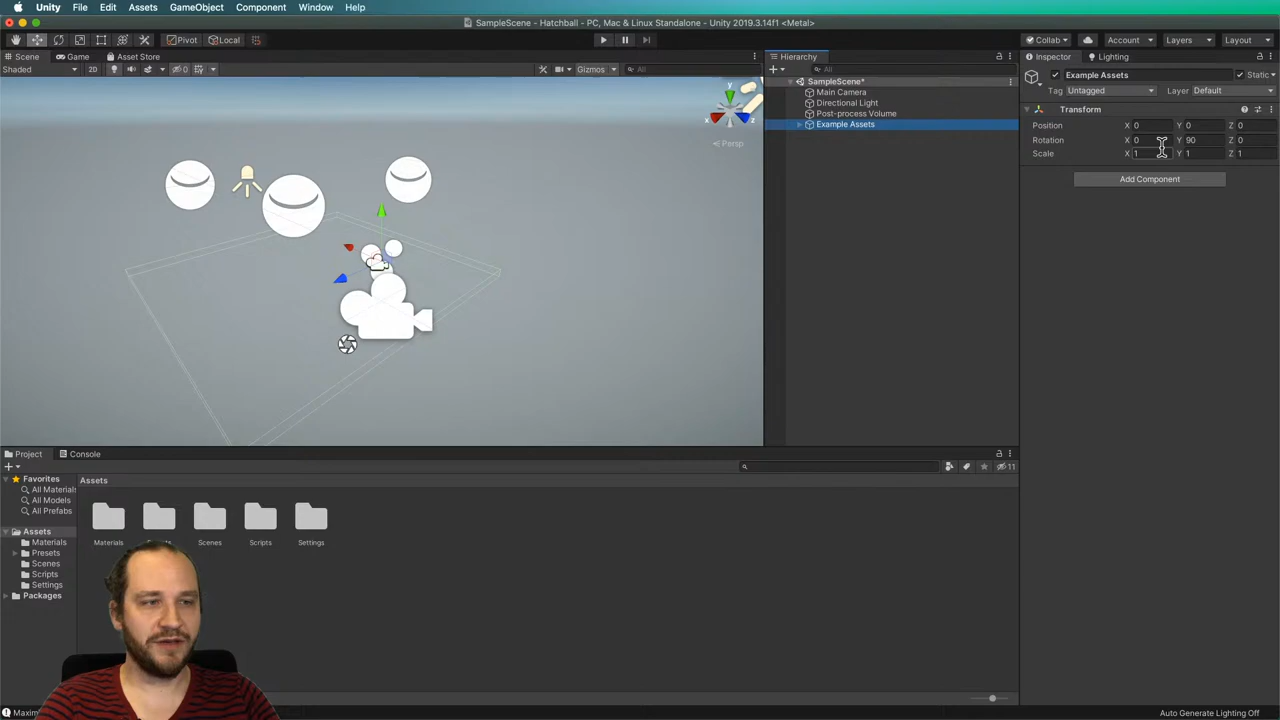 Unity File Edit Assets GameObject Component Window Help
SampleScene - Hatchball - PC, Mac & Linux Standalone - Unity 2019.3.14f1 <Metal>
Pivot Local Collab Account Layers Layout
Scene Game Asset Store Hierarchy Inspector Lighting
Shaded 2D 0 Gizmos All All
Example Assets Static
Tag Untagged Layer Default
SampleScene*
Main Camera
Directional Light
Post-process Volume
Example Assets
Transform
Position X 0 Y 0 Z 0
Rotation X 0 Y 90 Z 0
Scale X 1 Y 1 Z 1
Add Component
y
x
z
Persp
Project Console
11
Favorites
All Materials
All Models
All Prefabs
Assets
Materials
Presets
Scenes
Scripts
Settings
Packages
Assets
Materials Scenes Scripts Settings
Auto Generate Lighting Off